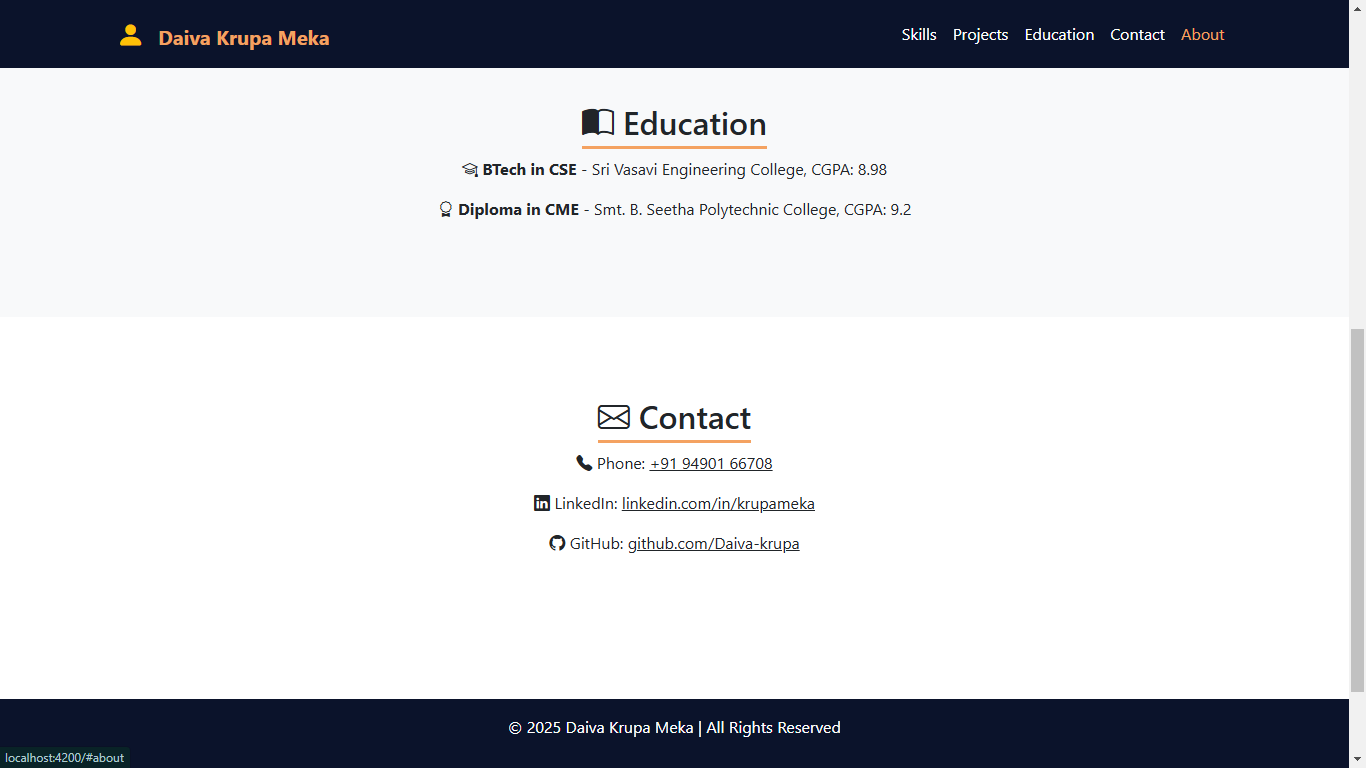 Daiva Krupa Meka
Skills Projects Education Contact About
Education
BTech in CSE - Sri Vasavi Engineering College, CGPA: 8.98
Diploma in CME - Smt. B. Seetha Polytechnic College, CGPA: 9.2
Contact
Phone: +91 94901 66708
LinkedIn: linkedin.com/in/krupameka
GitHub: github.com/Daiva-krupa
© 2025 Daiva Krupa Meka | All Rights Reserved
localhost:4200/#about